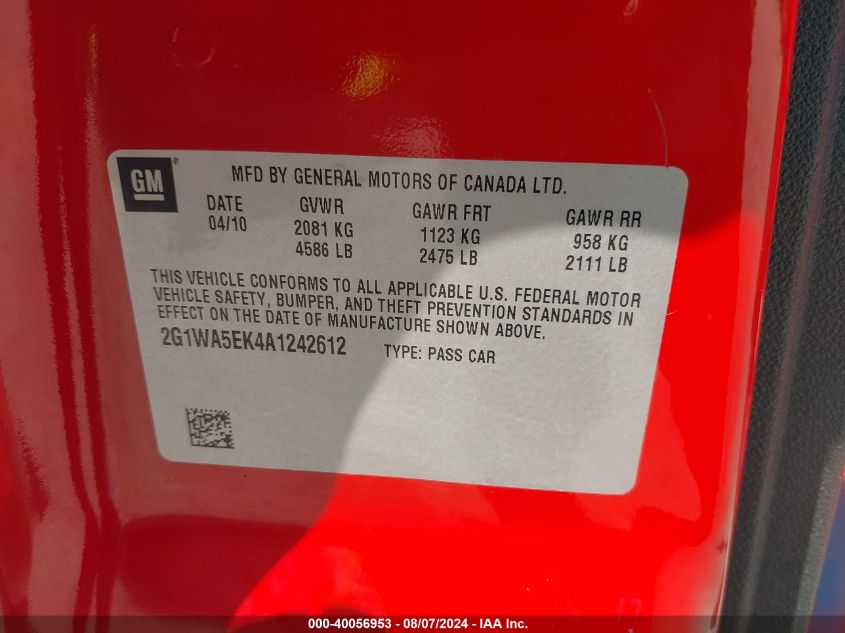 GM
MFD BY GENERAL MOTORS OF CANADA LTD.
DATE GVWR GAWR FRT GAWR RR
04/10 2081 KG 1123 KG 958 KG
4586 LB 2475 LB 2111 LB
THIS VEHICLE CONFORMS TO ALL APPLICABLE U.S. FEDERAL MOTOR
VEHICLE SAFETY, BUMPER, AND THEFT PREVENTION STANDARDS IN
EFFECT ON THE DATE OF MANUFACTURE SHOWN ABOVE.
2G1WA5EK4A1242612 TYPE: PASS CAR
000-40056953 - 08/07/2024 - IAA Inc.